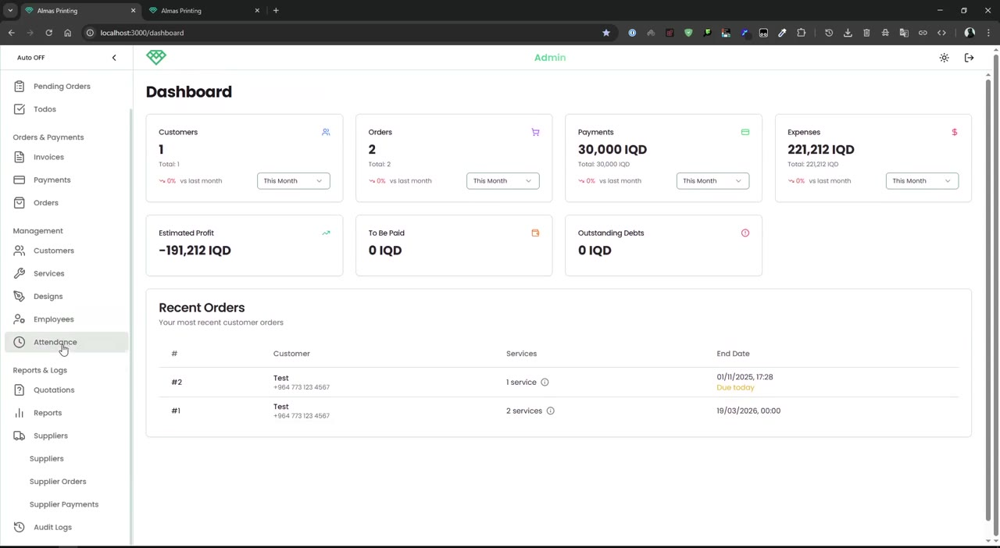 Almas Printing
Almas Printing
localhost:3000/dashboard
Auto OFF
Admin
Pending Orders
Todos
Orders & Payments
Invoices
Payments
Orders
Management
Customers
Services
Designs
Employees
Attendance
Reports & Logs
Quotations
Reports
Suppliers
Suppliers
Supplier Orders
Supplier Payments
Audit Logs
Dashboard
Customers
1
Total: 1
0% vs last month
This Month
Orders
2
Total: 2
0% vs last month
This Month
Payments
30,000 IQD
Total: 30,000 IQD
0% vs last month
This Month
Expenses
221,212 IQD
Total: 221,212 IQD
0% vs last month
This Month
Estimated Profit
-191,212 IQD
To Be Paid
0 IQD
Outstanding Debts
0 IQD
Recent Orders
Your most recent customer orders
# Customer Services End Date
#2 Test 1 service 01/11/2025, 17:28
+964 773 123 4567 Due today
#1 Test 2 services 19/03/2026, 00:00
+964 773 123 4567